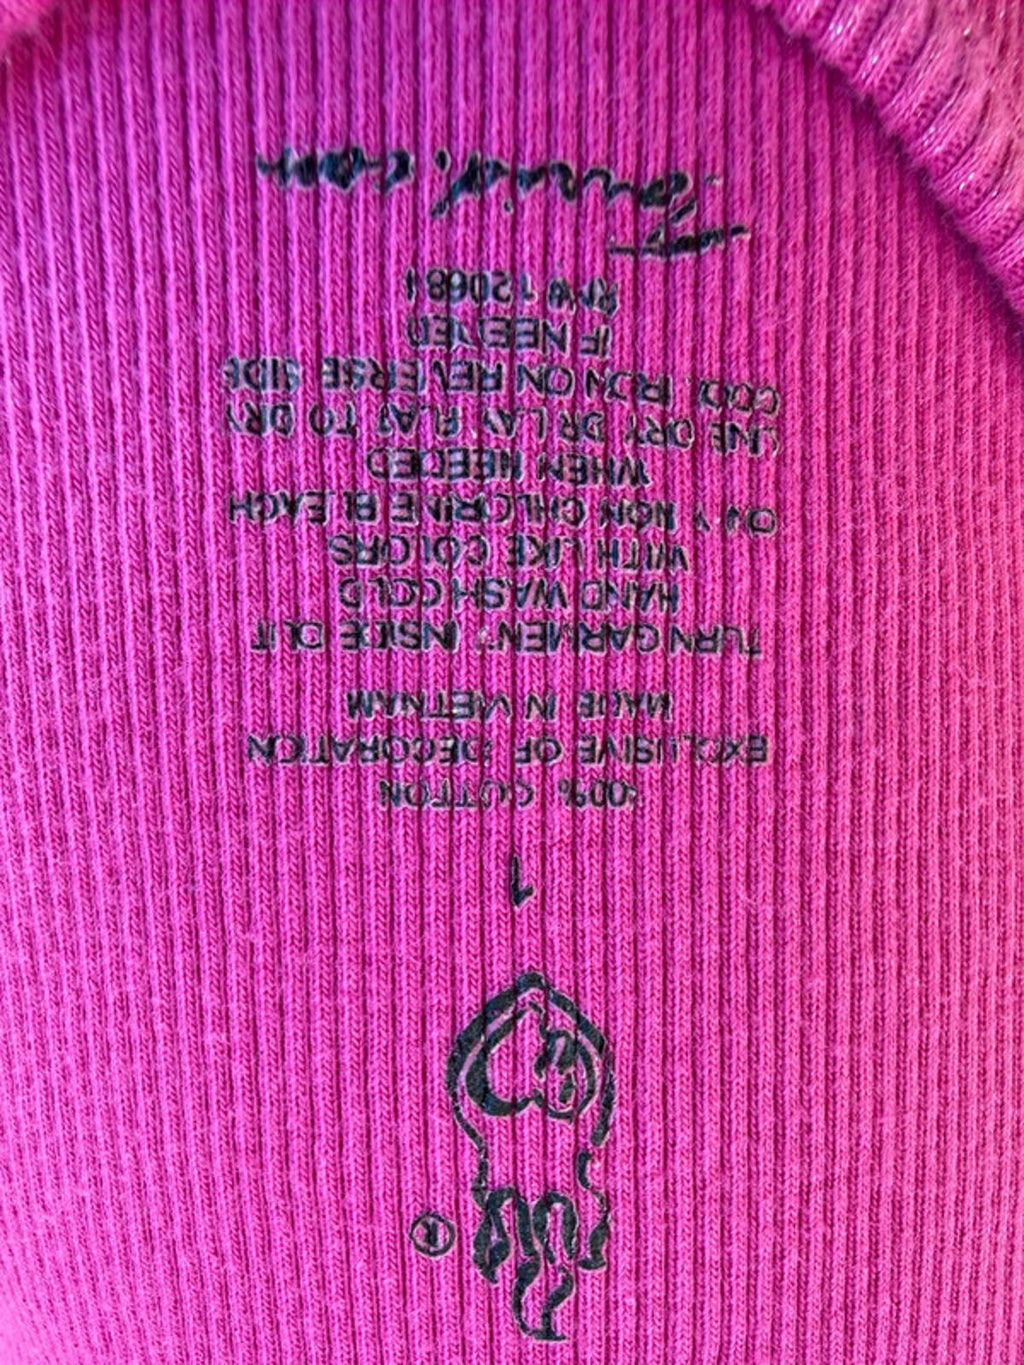 ®
1
100% COTTON
EXCLUSIVE OF DECORATION
MADE IN VIETNAM
TURN GARMENT INSIDE OUT
HAND WASH COLD
WITH LIKE COLORS
ONLY NON CHLORINE BLEACH
WHEN NEEDED
LINE DRY OR LAY FLAT TO DRY
COOL IRON ON REVERSE SIDE
IF NEEDED
RN# 120681